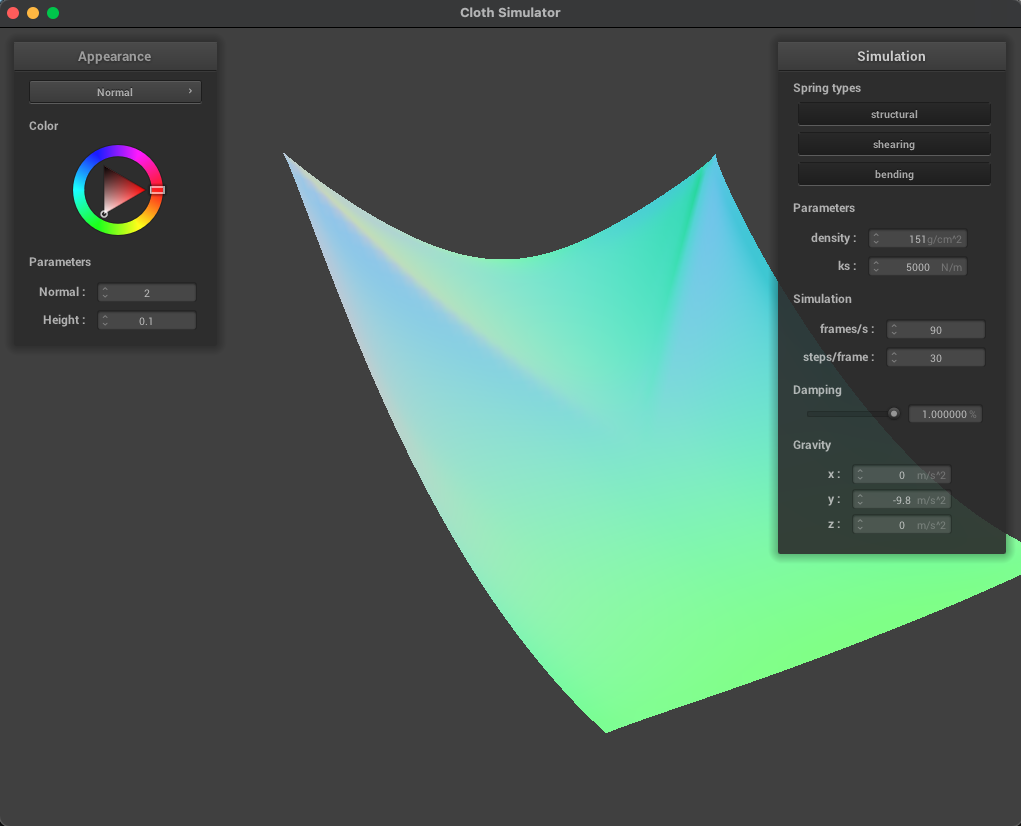 Cloth Simulator
Appearance
Normal
Color
Parameters
Normal : 2
Height : 0.1
Simulation
Spring types
structural
shearing
bending
Parameters
density : 151 g/cm^2
ks : 5000 N/m
Simulation
frames/s : 90
steps/frame : 30
Damping
1.000000 %
Gravity
x : 0 m/s^2
y : -9.8 m/s^2
z : 0 m/s^2